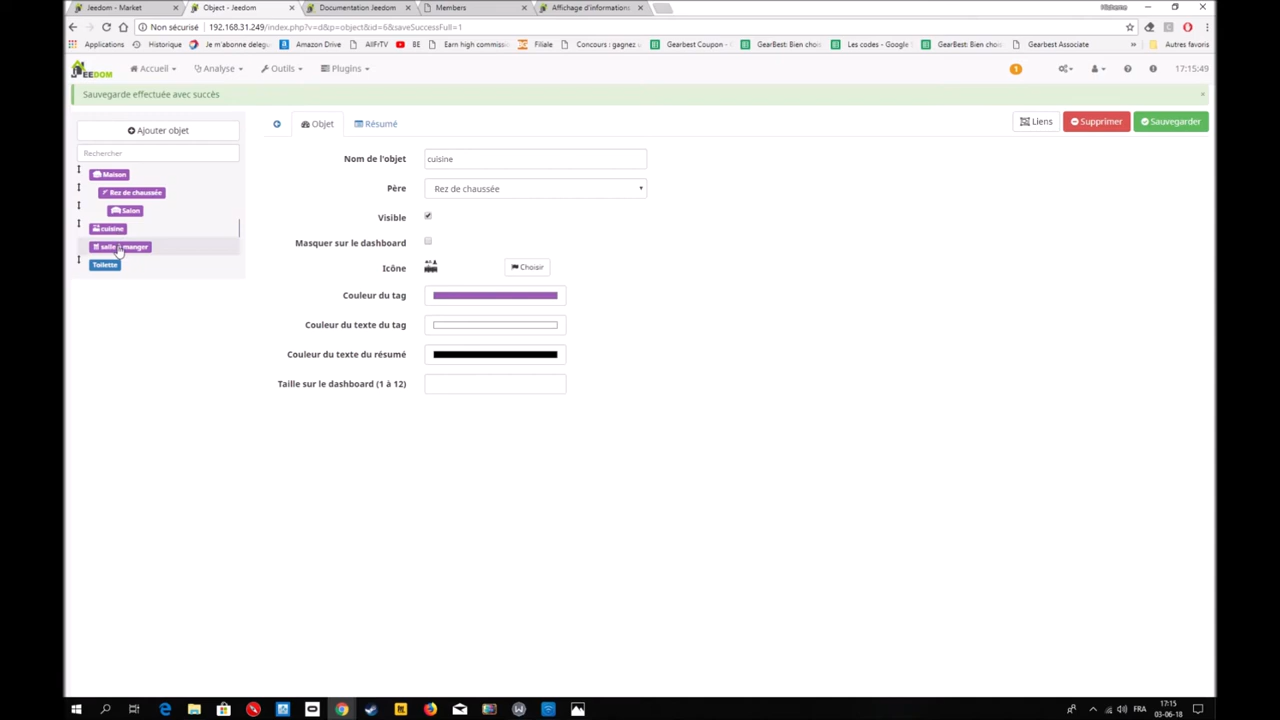 Jeedom - Market
Object - Jeedom
Documentation Jeedom
Members
Affichage d'informations
Non sécurisé
192.168.31.249/index.php?v=d&p=object&id=6&saveSuccessFull=1
Applications
Historique
Je m'abonne deleg
Amazon Drive
AliFrTV
BE
Earn high commissi
Filiale
Concours : gagnez u
Gearbest Coupon -
GearBest: Bien chois
Les codes - Google
GearBest: Bien choi
Gearbest Associate
»
Autres favoris
JEEDOM
Accueil
Analyse
Outils
Plugins
1
17:15:49
Sauvegarde effectuée avec succès
×
Ajouter objet
Objet
Résumé
Liens
Supprimer
Sauvegarder
Rechercher
Maison
Rez de chaussée
Salon
cuisine
Toilette
Nom de l'objet
cuisine
Père
Rez de chaussée
Visible
Masquer sur le dashboard
Icône
Choisir
Couleur du tag
Couleur du texte du tag
Couleur du texte du résumé
Taille sur le dashboard (1 à 12)
FRA
17:15
03-06-18